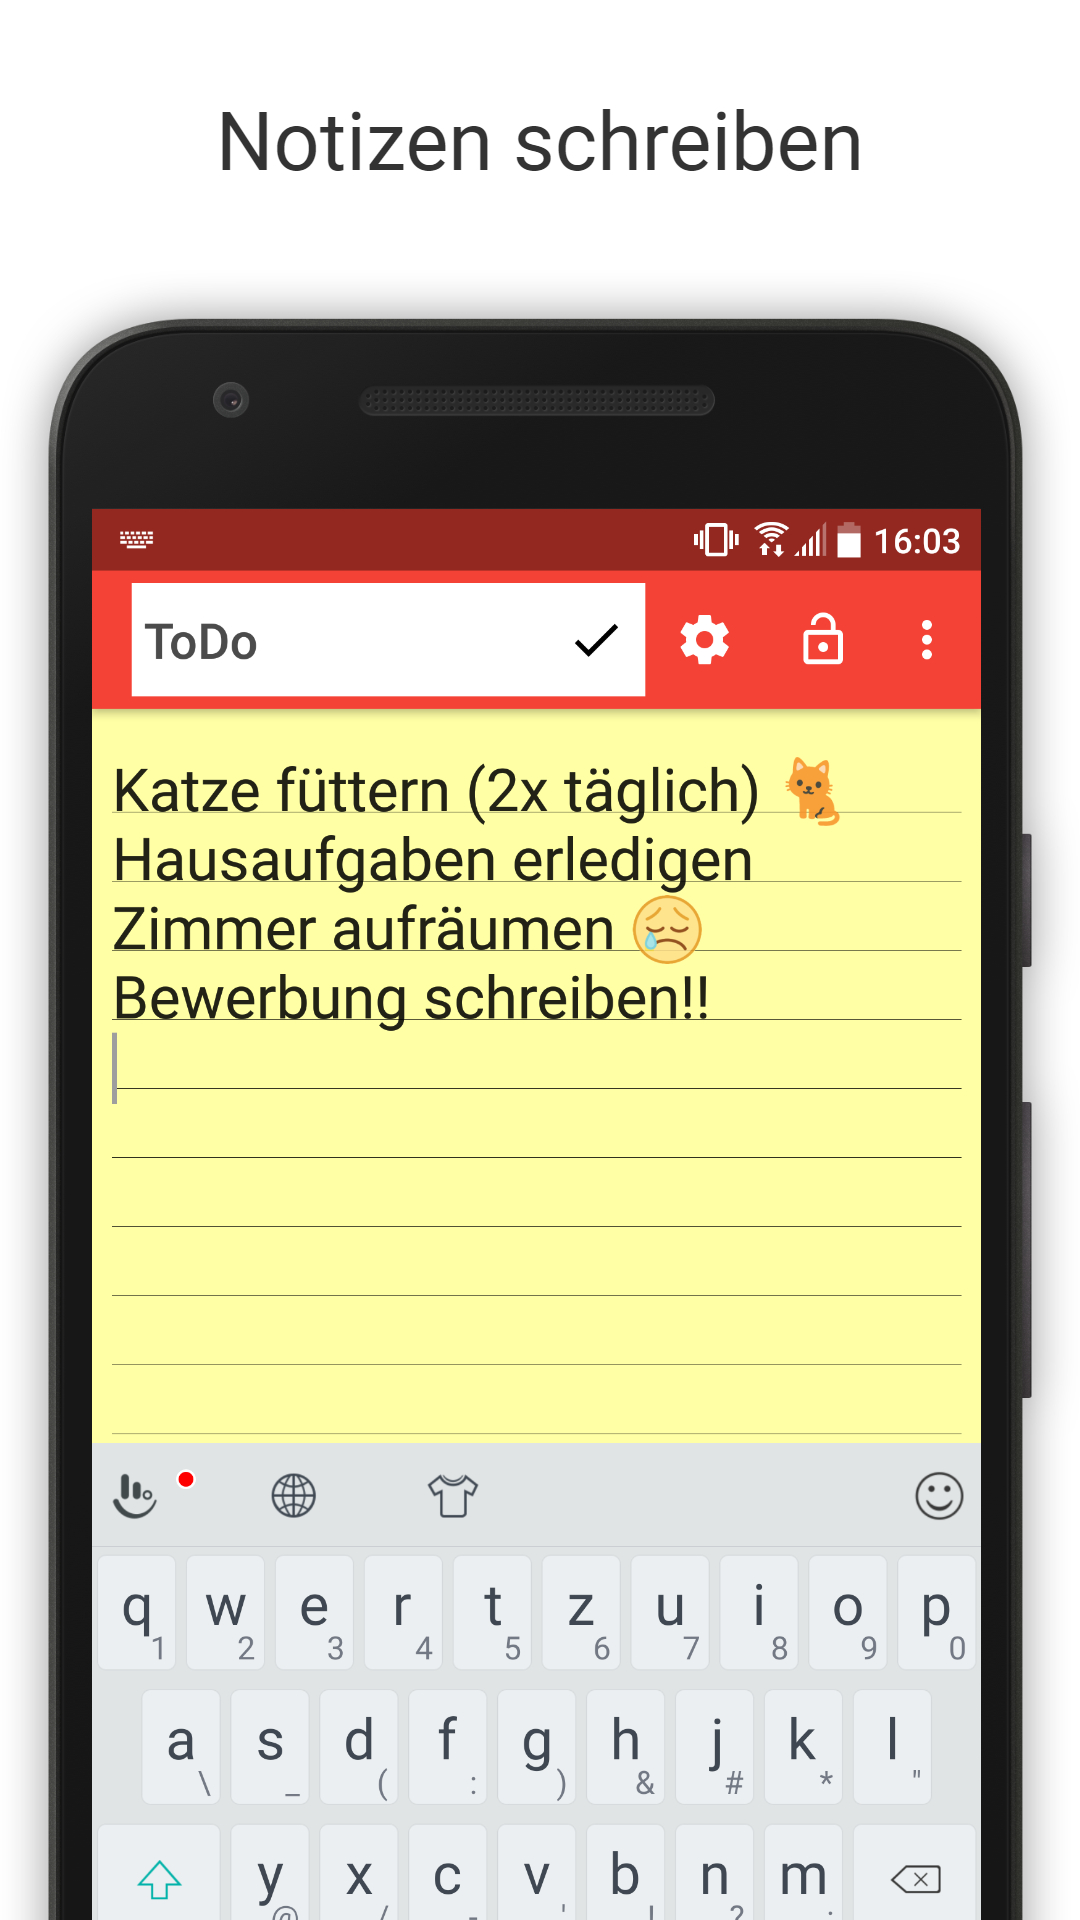 Notizen schreiben
16:03
ToDo
Katze füttern (2x täglich) 🐈
Hausaufgaben erledigen
Zimmer aufräumen 😢
Bewerbung schreiben!!
q w e r t z u i o p
1 2 3 4 5 6 7 8 9 0
a s d f g h j k l
\ _ ( : ) & # * "
y x c v b n m
@ / - ' ! ?